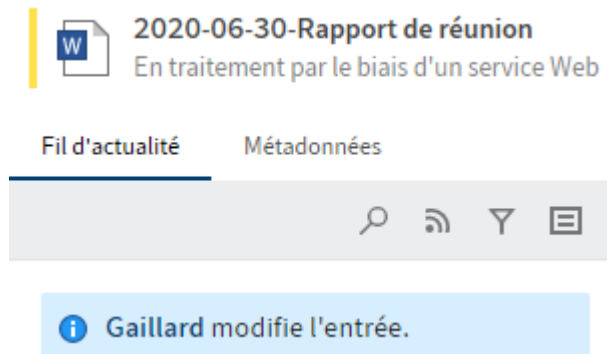 W
2020-06-30-Rapport de réunion
En traitement par le biais d'un service Web
Fil d'actualité Métadonnées
Gaillard modifie l'entrée.